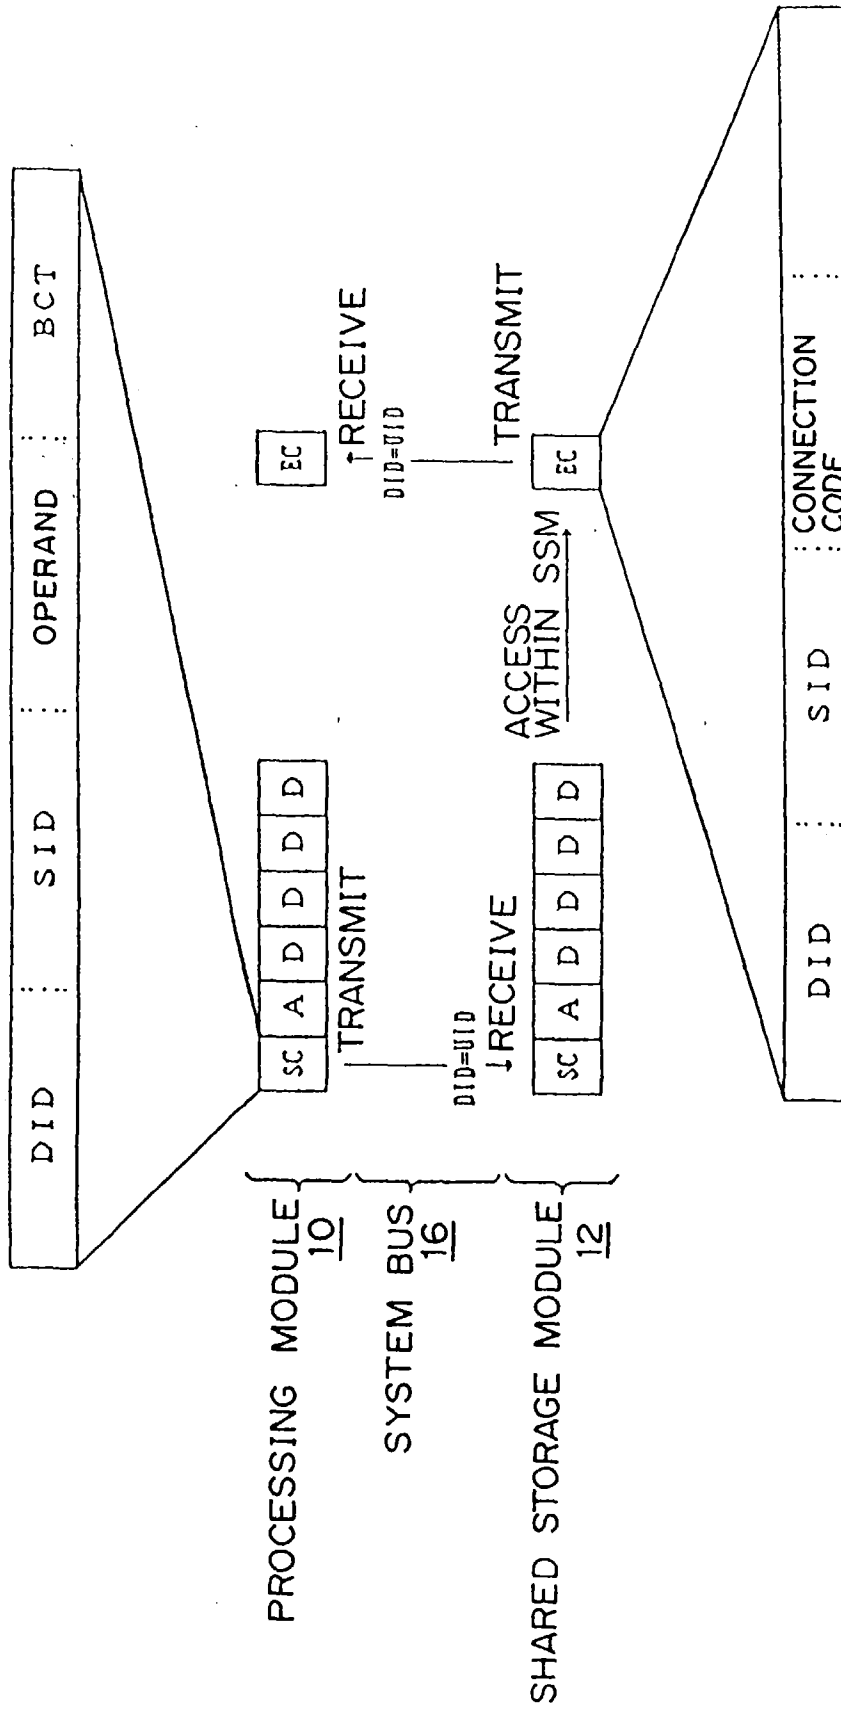 DID SID OPERAND BCT
PROCESSING MODULE
10
SC A D D D D
EC
TRANSMIT
↑RECEIVE
SYSTEM BUS
16
DID=UID
DID=UID
↓RECEIVE
TRANSMIT
ACCESS
WITHIN SSM
SHARED STORAGE MODULE
12
SC A D D D D
EC
DID SID CONNECTION
CODE